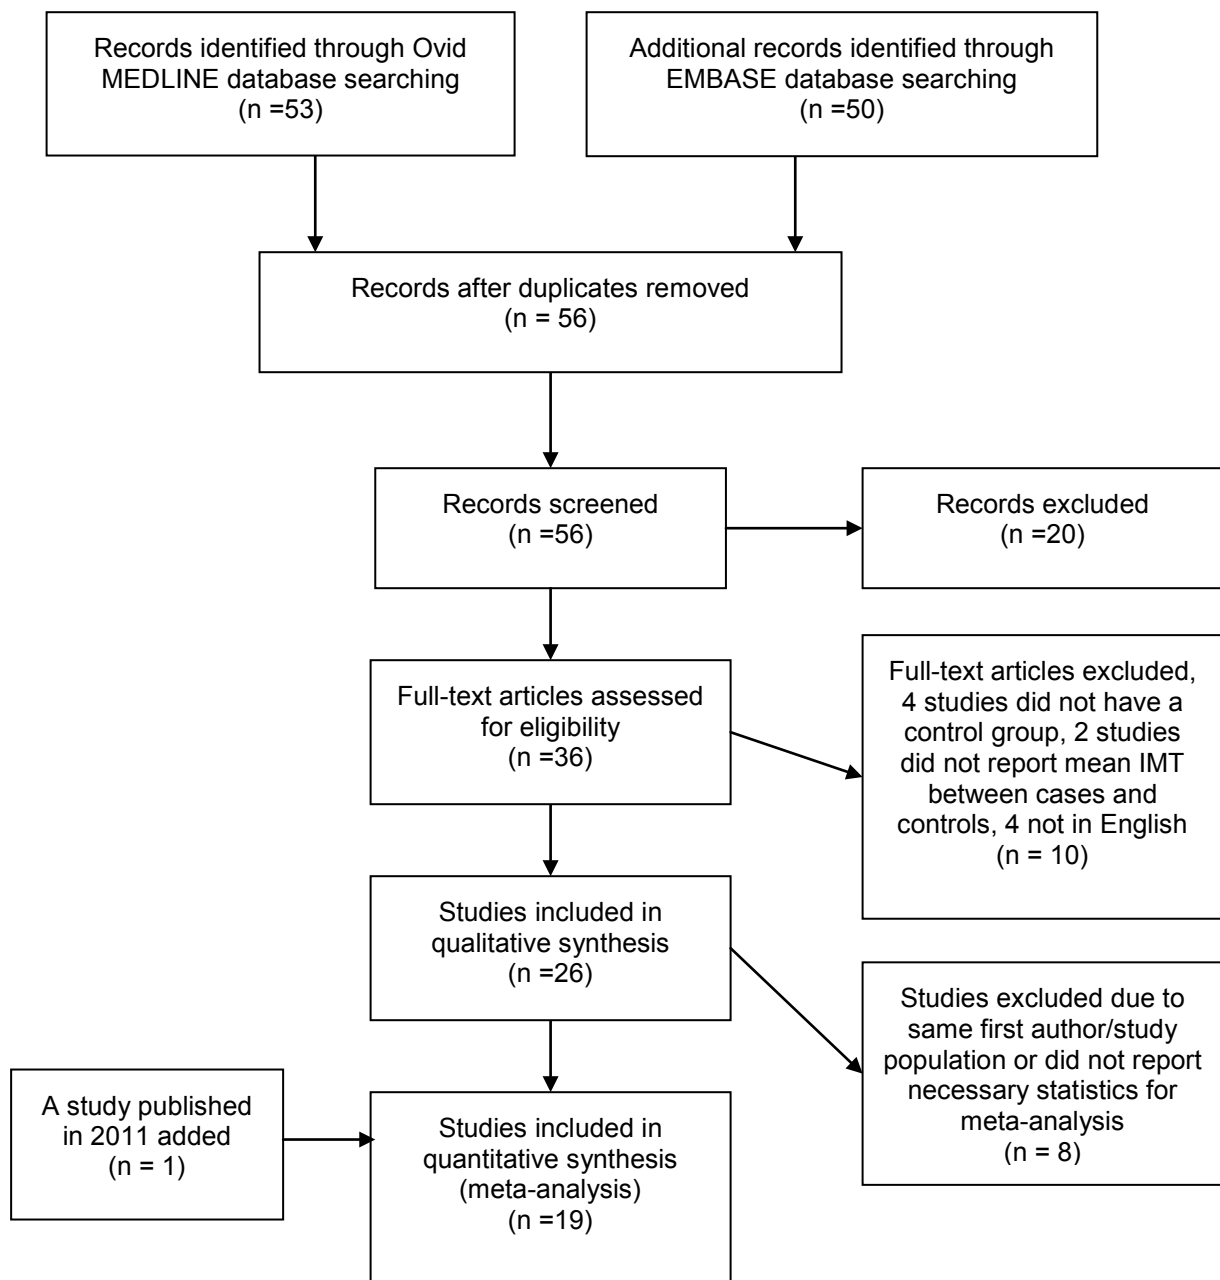 Records identified through Ovid
MEDLINE database searching
(n =53)
Additional records identified through
EMBASE database searching
(n =50)
Records after duplicates removed
(n = 56)
Records screened
(n =56)
Records excluded
(n =20)
Full-text articles assessed
for eligibility
(n =36)
Full-text articles excluded,
4 studies did not have a
control group, 2 studies
did not report mean IMT
between cases and
controls, 4 not in English
(n = 10)
Studies included in
qualitative synthesis
(n =26)
Studies excluded due to
same first author/study
population or did not report
necessary statistics for
meta-analysis
(n = 8)
A study published
in 2011 added
(n = 1)
Studies included in
quantitative synthesis
(meta-analysis)
(n =19)